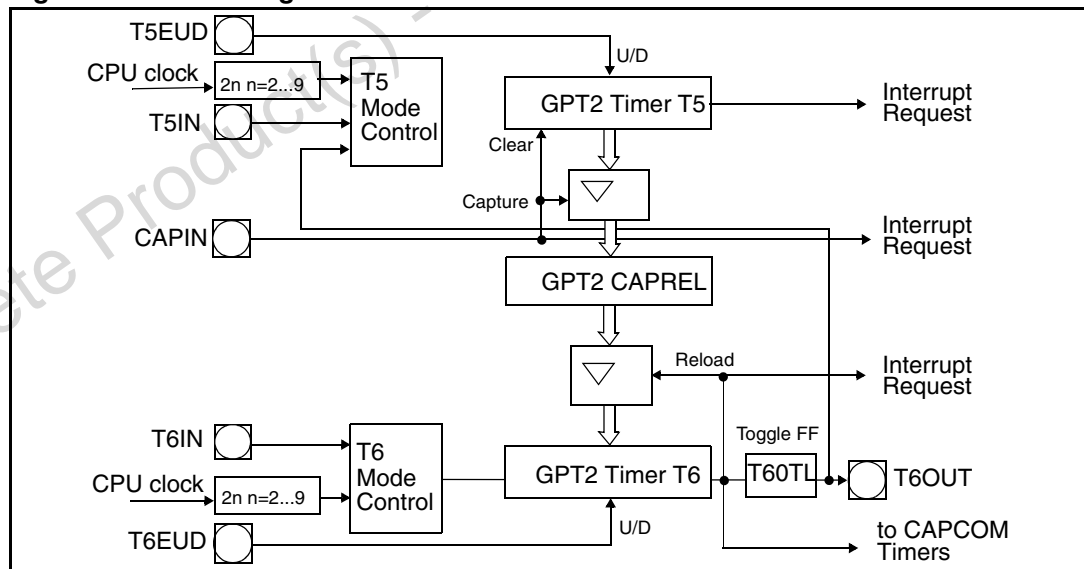 T5EUD
CPU clock
2n n=2...9
T5IN
T5
Mode
Control
U/D
GPT2 Timer T5
Interrupt
Request
Clear
Capture
CAPIN
Interrupt
Request
GPT2 CAPREL
Reload
Interrupt
Request
T6IN
T6
Mode
Control
CPU clock
2n n=2...9
T6EUD
GPT2 Timer T6
U/D
Toggle FF
T60TL
T6OUT
to CAPCOM
Timers
ete Product(s) -